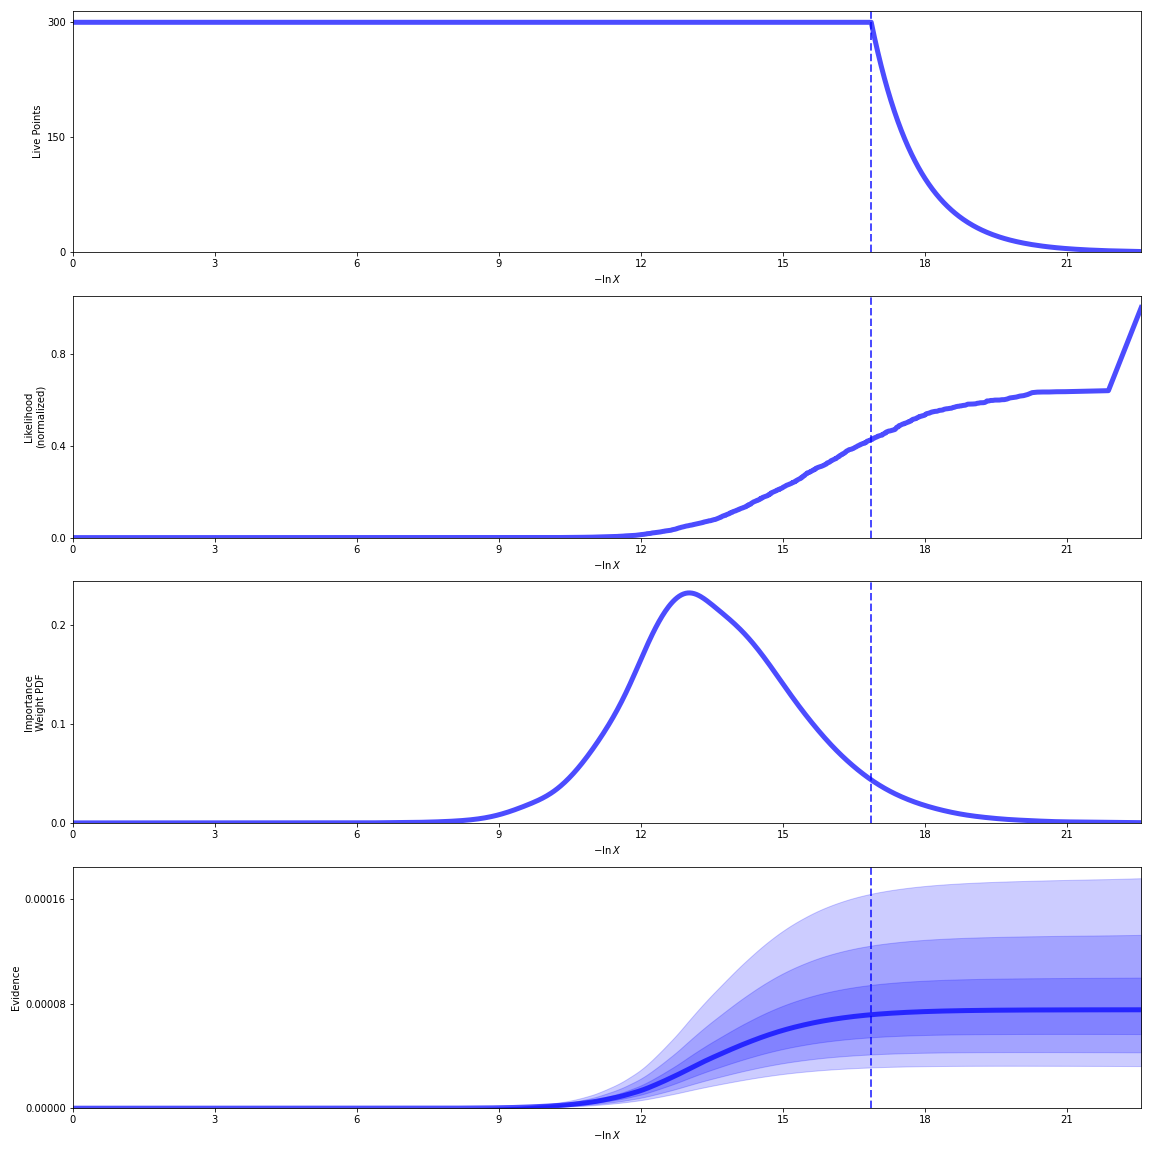 300
150
0
Live Points
0 3 6 9 12 15 18 21
−ln X
0.8
0.4
0.0
Likelihood
(normalized)
0 3 6 9 12 15 18 21
−ln X
0.2
0.1
0.0
Importance
Weight PDF
0 3 6 9 12 15 18 21
−ln X
0.00016
0.00008
0.00000
Evidence
0 3 6 9 12 15 18 21
−ln X